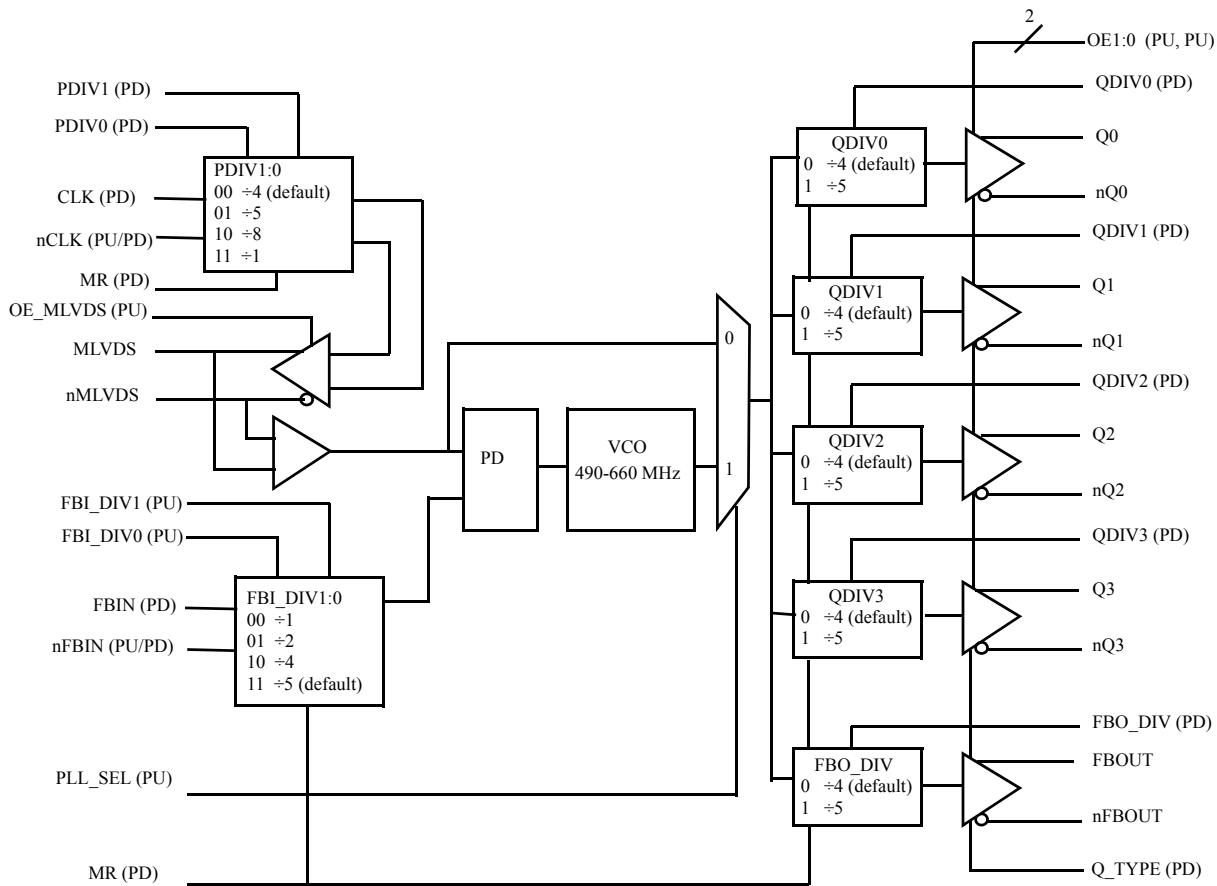 PDIV1 (PD)
PDIV0 (PD)
PDIV1:0
00 ÷4 (default)
01 ÷5
10 ÷8
11 ÷1
CLK (PD)
nCLK (PU/PD)
MR (PD)
OE_MLVDS (PU)
MLVDS
nMLVDS
FBI_DIV1 (PU)
FBI_DIV0 (PU)
FBIN (PD)
nFBIN (PU/PD)
FBI_DIV1:0
00 ÷1
01 ÷2
10 ÷4
11 ÷5 (default)
PLL_SEL (PU)
MR (PD)
PD
VCO
490-660 MHz
0
1
2
OE1:0 (PU, PU)
QDIV0 (PD)
QDIV0
0 ÷4 (default)
1 ÷5
Q0
nQ0
QDIV1 (PD)
QDIV1
0 ÷4 (default)
1 ÷5
Q1
nQ1
QDIV2 (PD)
QDIV2
0 ÷4 (default)
1 ÷5
Q2
nQ2
QDIV3 (PD)
QDIV3
0 ÷4 (default)
1 ÷5
Q3
nQ3
FBO_DIV (PD)
FBO_DIV
0 ÷4 (default)
1 ÷5
FBOUT
nFBOUT
Q_TYPE (PD)